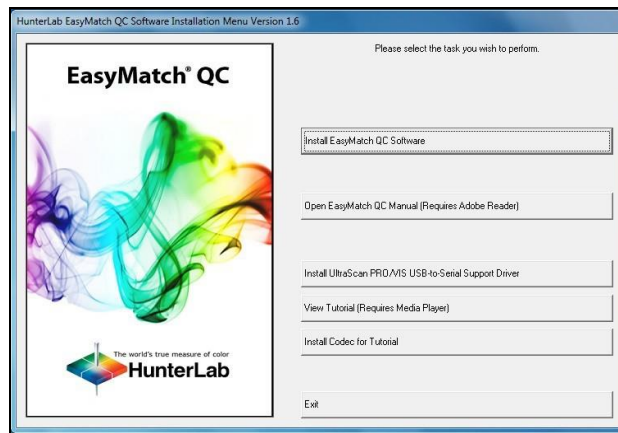 HunterLab EasyMatch QC Software Installation Menu Version 1.6
Please select the task you wish to perform.
EasyMatch® QC
Install EasyMatch QC Software
Open EasyMatch QC Manual (Requires Adobe Reader)
Install UltraScan PRO/VIS USB-to-Serial Support Driver
View Tutorial (Requires Media Player)
Install Codec for Tutorial
The world's true measure of color
HunterLab
Exit